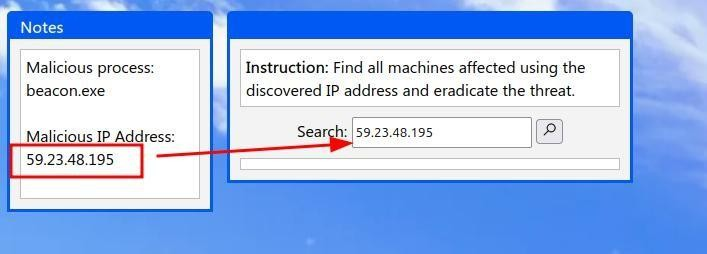 Notes
Malicious process:
beacon.exe
Malicious IP Address:
59.23.48.195
Instruction: Find all machines affected using the
discovered IP address and eradicate the threat.
Search: 59.23.48.195